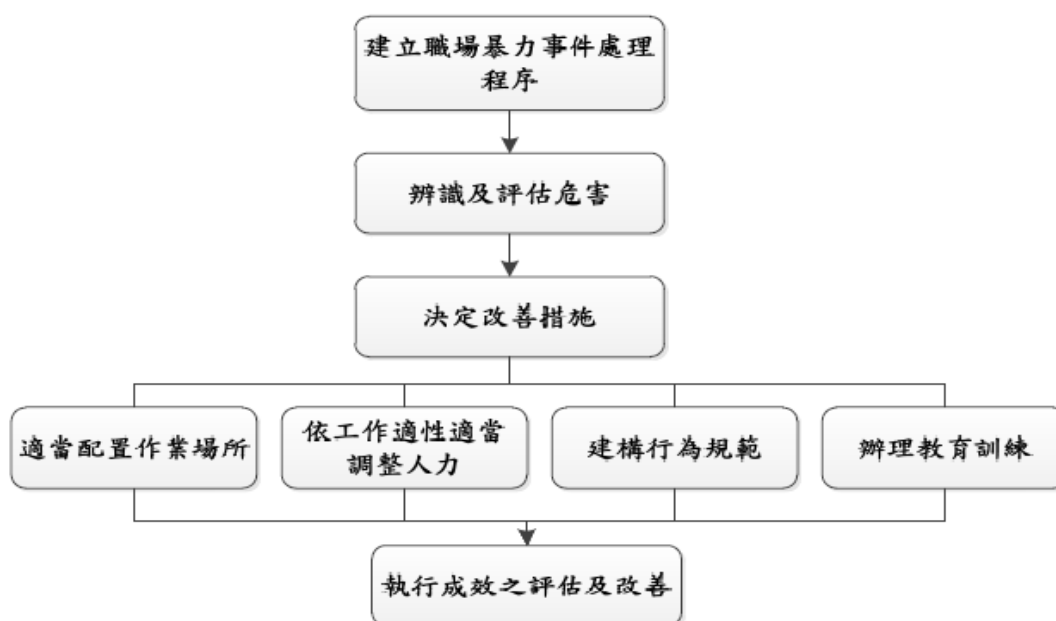 建立職場暴力事件處理
程序
辨識及評估危害
決定改善措施
適當配置作業場所
依工作適性適當
調整人力
建構行為規範
辦理教育訓練
執行成效之評估及改善